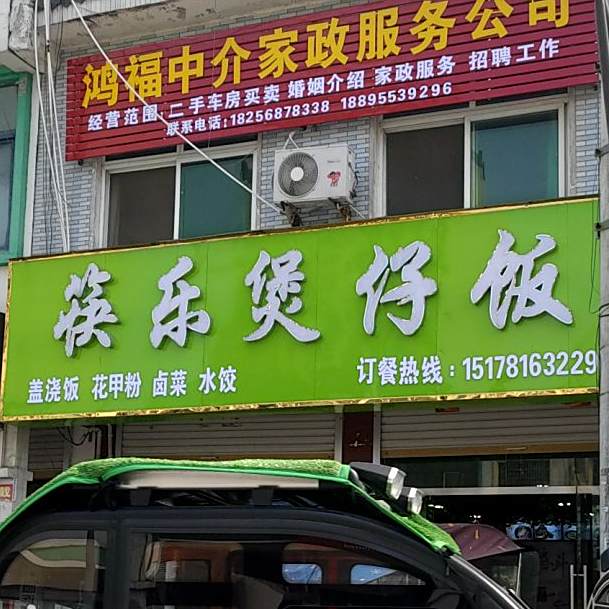 鸿福中介家政服务公司
经营范围 二手车房买卖 婚姻介绍 家政服务 招聘工作
联系电话:18256878338 18895539296
筷乐煲仔饭
盖浇饭 花甲粉 卤菜 水饺
订餐热线:15178163229